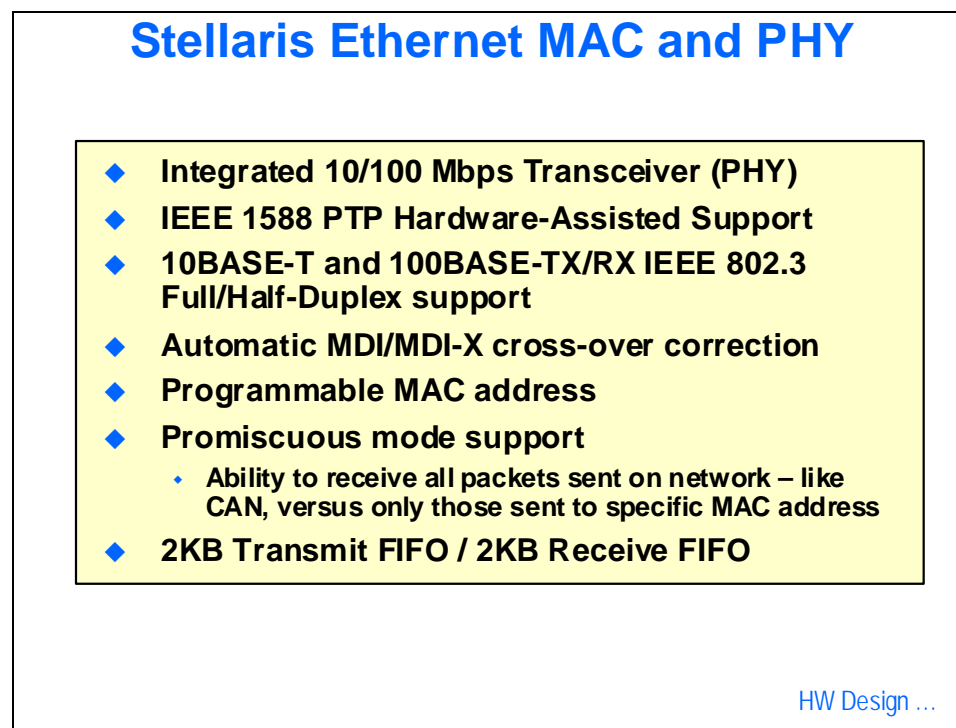 Stellaris Ethernet MAC and PHY
Integrated 10/100 Mbps Transceiver (PHY)
IEEE 1588 PTP Hardware-Assisted Support
10BASE-T and 100BASE-TX/RX IEEE 802.3
Full/Half-Duplex support
Automatic MDI/MDI-X cross-over correction
Programmable MAC address
Promiscuous mode support
Ability to receive all packets sent on network – like
CAN, versus only those sent to specific MAC address
2KB Transmit FIFO / 2KB Receive FIFO
HW Design …